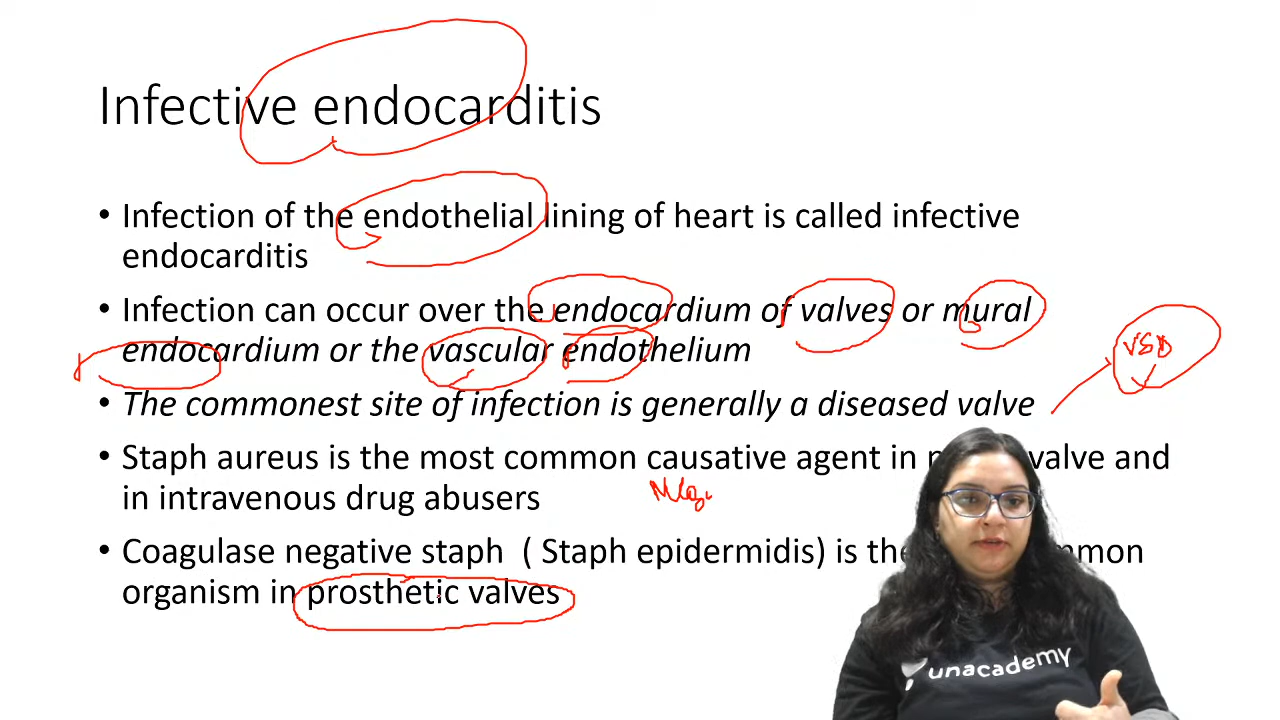 Infective endocarditis
• Infection of the endothelial lining of heart is called infective
endocarditis
• Infection can occur over the endocardium of valves or mural
endocardium or the vascular endothelium
VSD
• The commonest site of infection is generally a diseased valve
• Staph aureus is the most common causative agent in valve and
in intravenous drug abusers
• Coagulase negative staph ( Staph epidermidis) is the mmon
organism in prosthetic valves
unacademy